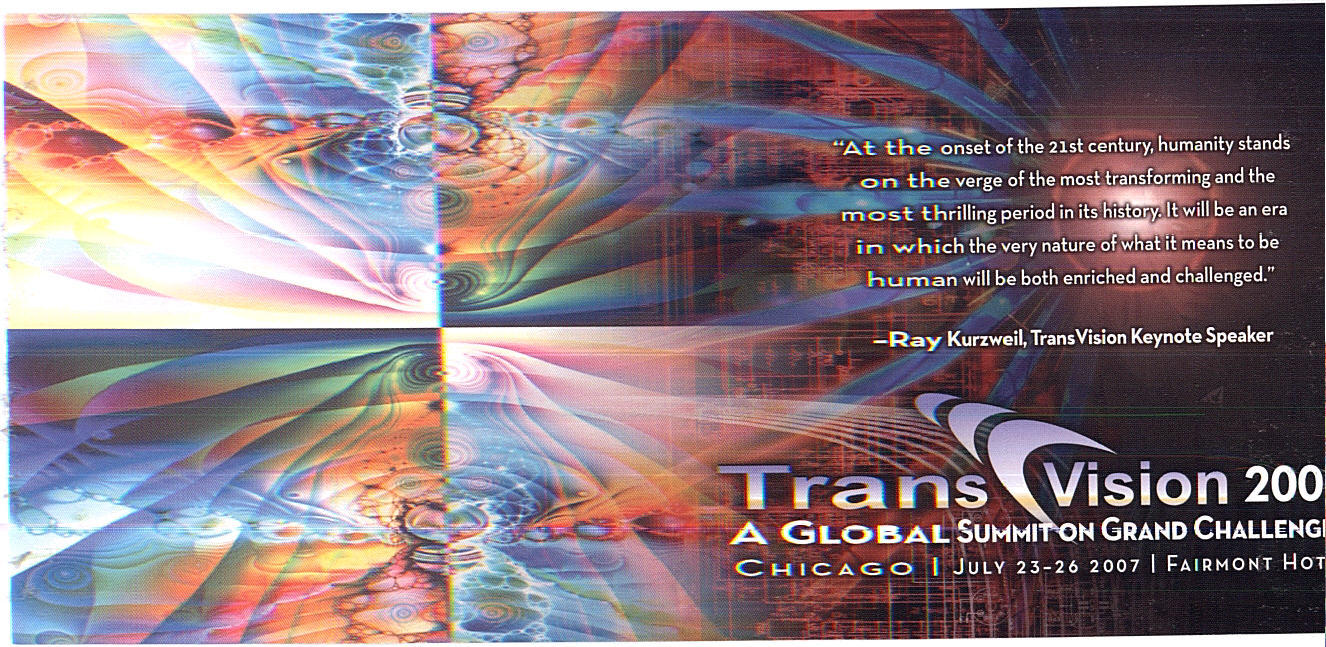 “At the onset of the 21st century, humanity stands
on the verge of the most transforming and the
most thrilling period in its history. It will be an era
in which the very nature of what it means to be
human will be both enriched and challenged.”
–Ray Kurzweil, TransVision Keynote Speaker
TransVision 200
A Global Summit on Grand Challeng
Chicago | July 23-26 2007 | Fairmont Hot